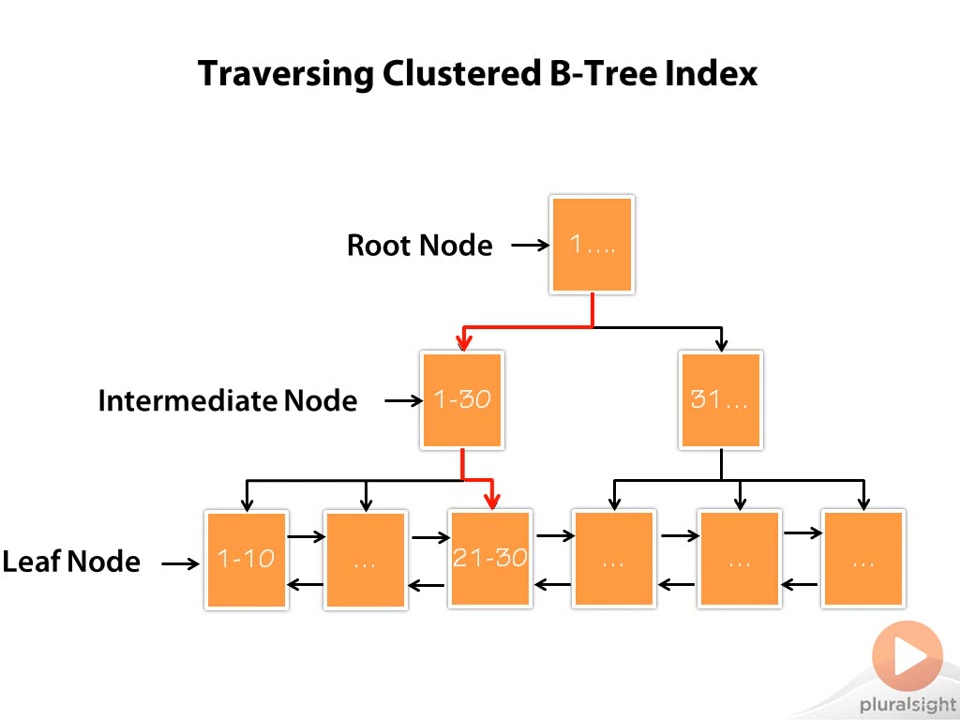 Traversing Clustered B-Tree Index
Root Node
1....
Intermediate Node
1-30
31...
Leaf Node
1-10
...
21-30
...
...
...
pluralsight